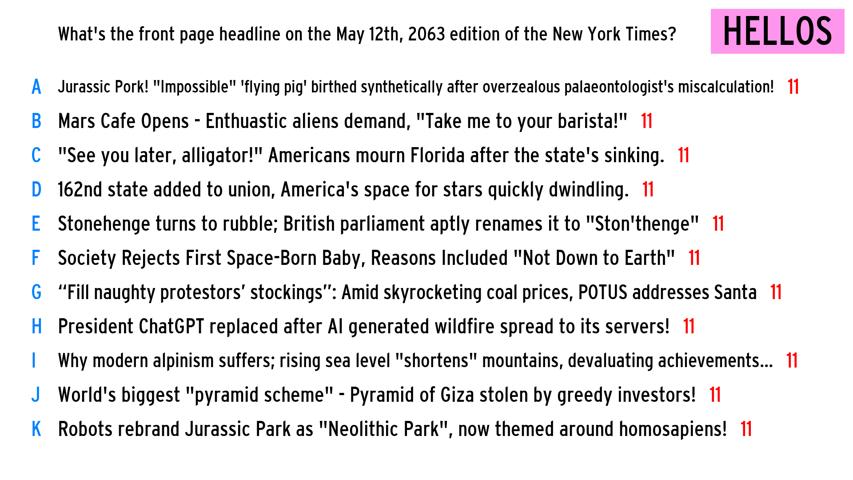 What's the front page headline on the May 12th, 2063 edition of the New York Times?
HELLOS
A Jurassic Pork! "Impossible" 'flying pig' birthed synthetically after overzealous palaeontologist's miscalculation! 11
B Mars Cafe Opens - Enthuastic aliens demand, "Take me to your barista!" 11
C "See you later, alligator!" Americans mourn Florida after the state's sinking. 11
D 162nd state added to union, America's space for stars quickly dwindling. 11
E Stonehenge turns to rubble; British parliament aptly renames it to "Ston'thenge" 11
F Society Rejects First Space-Born Baby, Reasons Included "Not Down to Earth" 11
G “Fill naughty protestors’ stockings”: Amid skyrocketing coal prices, POTUS addresses Santa 11
H President ChatGPT replaced after AI generated wildfire spread to its servers! 11
I Why modern alpinism suffers; rising sea level "shortens" mountains, devaluating achievements... 11
J World's biggest "pyramid scheme" - Pyramid of Giza stolen by greedy investors! 11
K Robots rebrand Jurassic Park as "Neolithic Park", now themed around homosapiens! 11